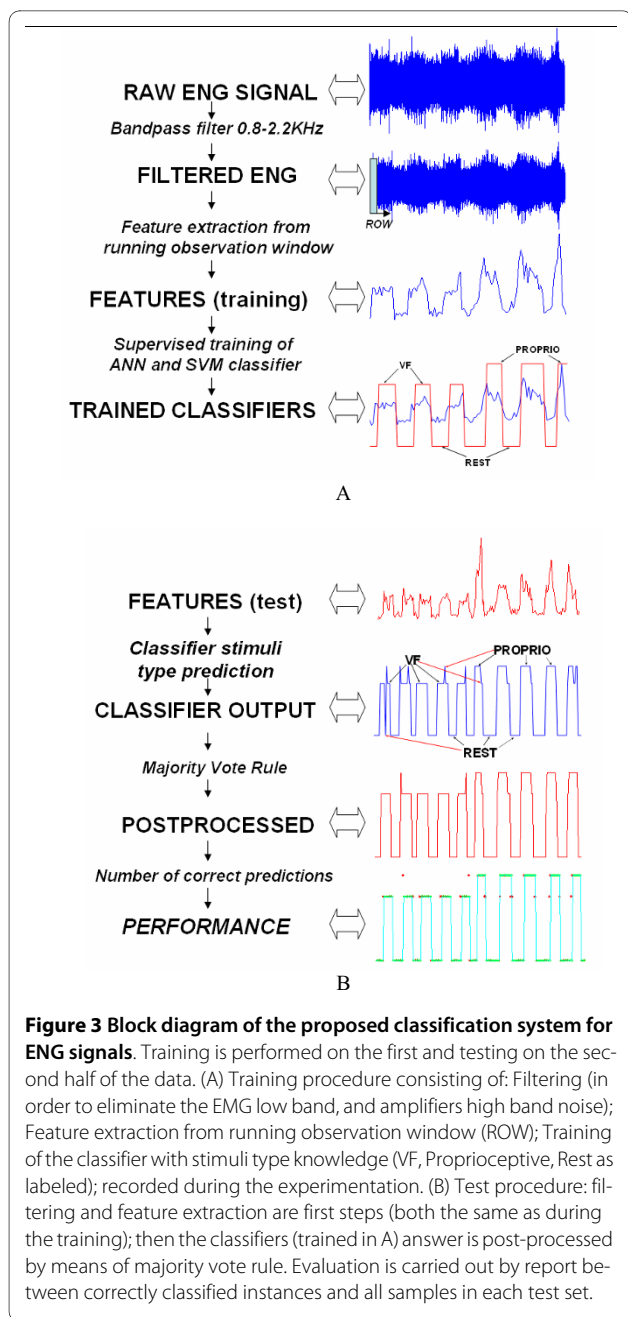 RAW ENG SIGNAL
Bandpass filter 0.8-2.2KHz
FILTERED ENG
ROW
Feature extraction from
running observation window
FEATURES (training)
Supervised training of
ANN and SVM classifier
VF
PROPRIO
TRAINED CLASSIFIERS
REST
A
FEATURES (test)
Classifier stimuli
type prediction
VF
PROPRIO
CLASSIFIER OUTPUT
REST
Majority Vote Rule
POSTPROCESSED
Number of correct predictions
PERFORMANCE
B
Figure 3 Block diagram of the proposed classification system for
ENG signals. Training is performed on the first and testing on the sec-
ond half of the data. (A) Training procedure consisting of: Filtering (in
order to eliminate the EMG low band, and amplifiers high band noise);
Feature extraction from running observation window (ROW); Training
of the classifier with stimuli type knowledge (VF, Proprioceptive, Rest as
labeled); recorded during the experimentation. (B) Test procedure: fil-
tering and feature extraction are first steps (both the same as during
the training); then the classifiers (trained in A) answer is post-processed
by means of majority vote rule. Evaluation is carried out by report be-
tween correctly classified instances and all samples in each test set.